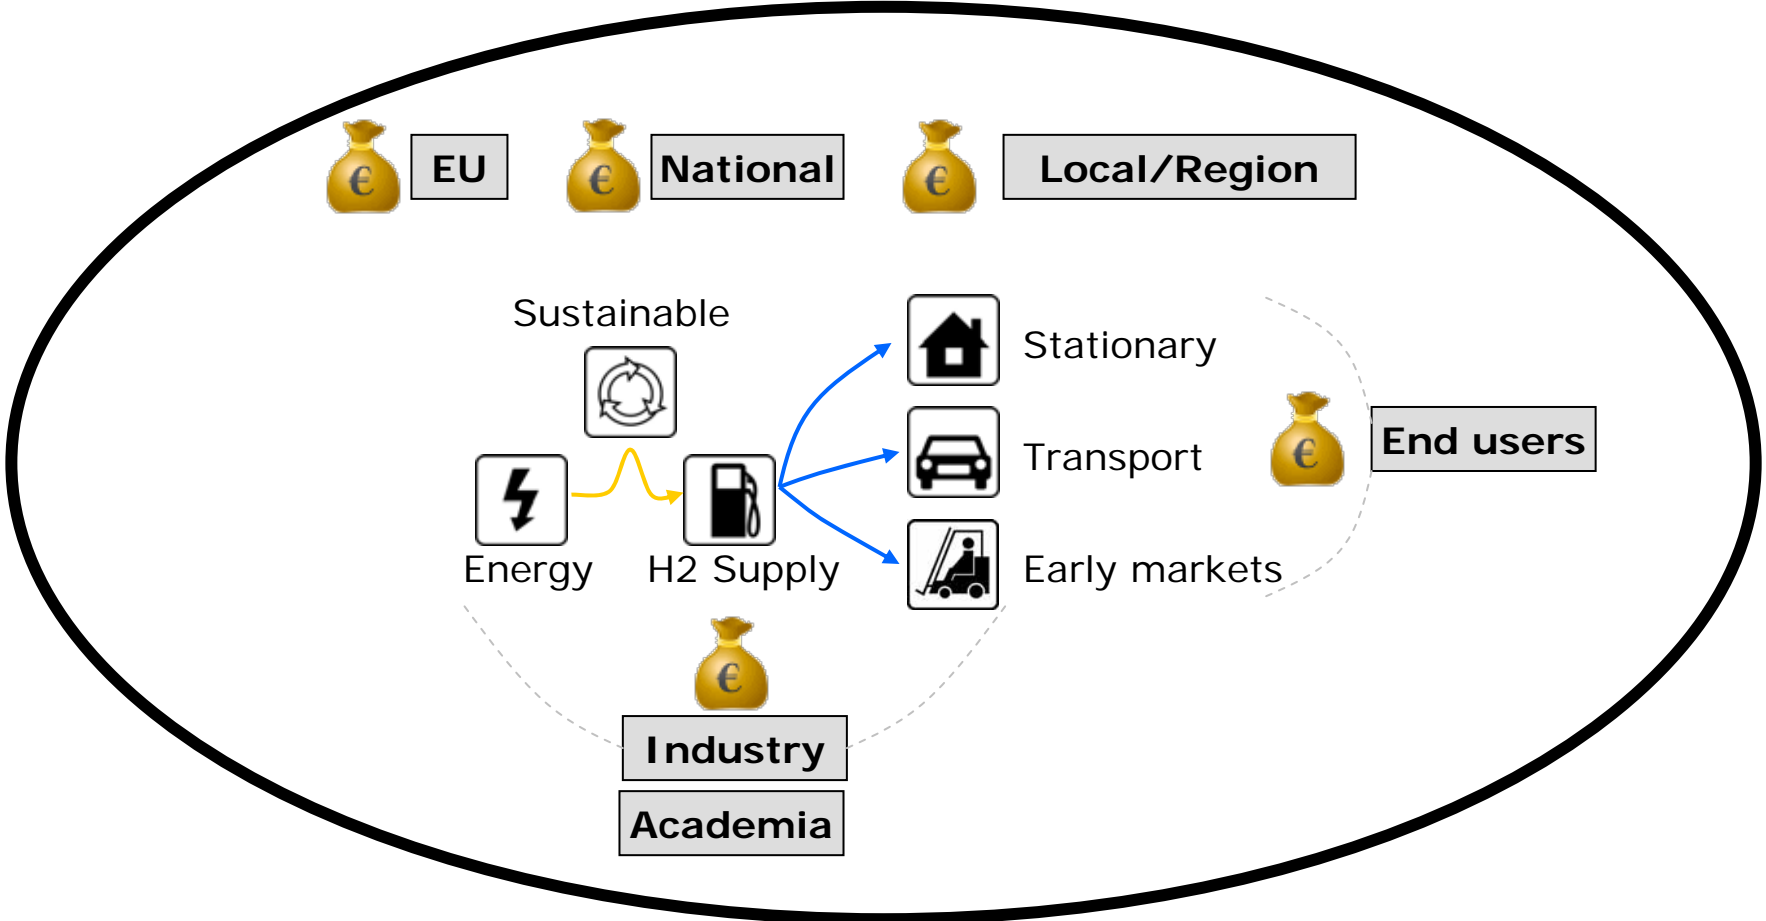 € EU
€ National
€ Local/Region
Sustainable
Stationary
Transport
€ End users
Energy
H2 Supply
Early markets
€
Industry
Academia